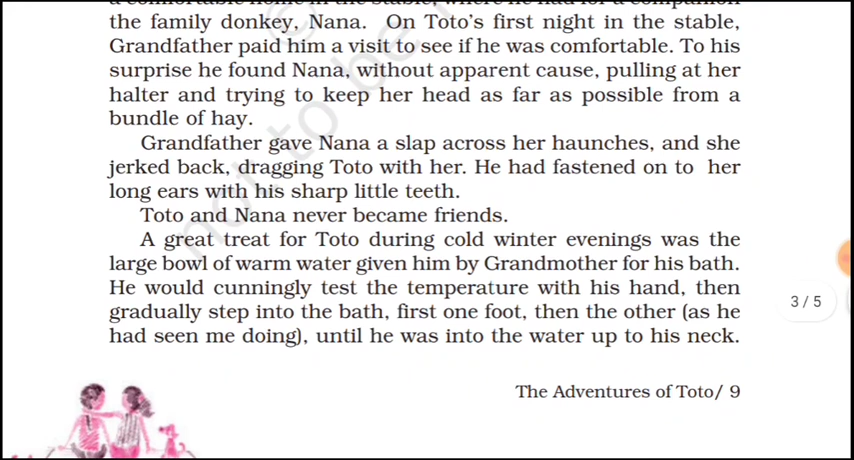 the family donkey, Nana. On Toto's first night in the stable,
Grandfather paid him a visit to see if he was comfortable. To his
surprise he found Nana, without apparent cause, pulling at her
halter and trying to keep her head as far as possible from a
bundle of hay.
Grandfather gave Nana a slap across her haunches, and she
jerked back, dragging Toto with her. He had fastened on to her
long ears with his sharp little teeth.
Toto and Nana never became friends.
A great treat for Toto during cold winter evenings was the
large bowl of warm water given him by Grandmother for his bath.
He would cunningly test the temperature with his hand, then
gradually step into the bath, first one foot, then the other (as he
had seen me doing), until he was into the water up to his neck.
3 / 5
The Adventures of Toto/ 9
not to be